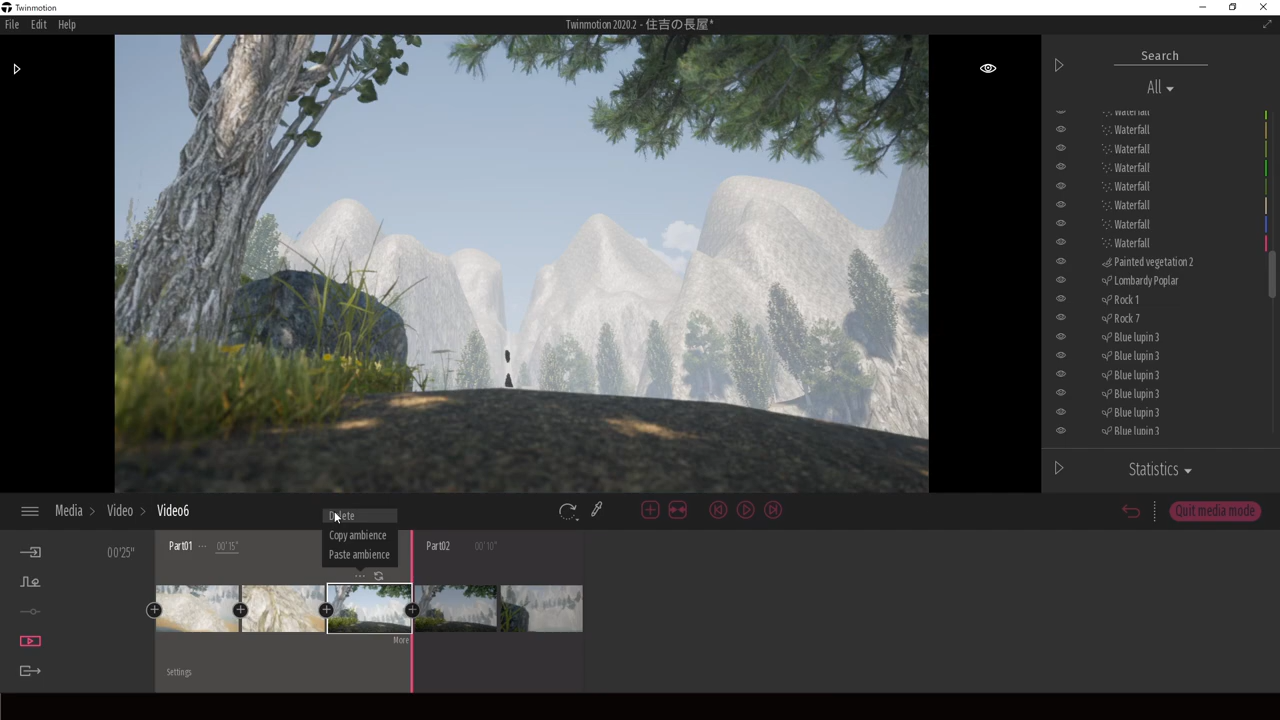 Twinmotion
File Edit Help
Twinmotion 2020.2 - 住吉の長屋*
Search
All
Waterfall
Waterfall
Waterfall
Waterfall
Waterfall
Waterfall
Waterfall
Waterfall
Painted vegetation 2
Lombardy Poplar
Rock 1
Rock 7
Blue lupin 3
Blue lupin 3
Blue lupin 3
Blue lupin 3
Blue lupin 3
Blue lupin 3
Statistics
Media > Video > Video6
Quit media mode
Delete
Copy ambience
Paste ambience
00'25"
Part01 ... 00'15"
Part02 00'10"
More
Settings